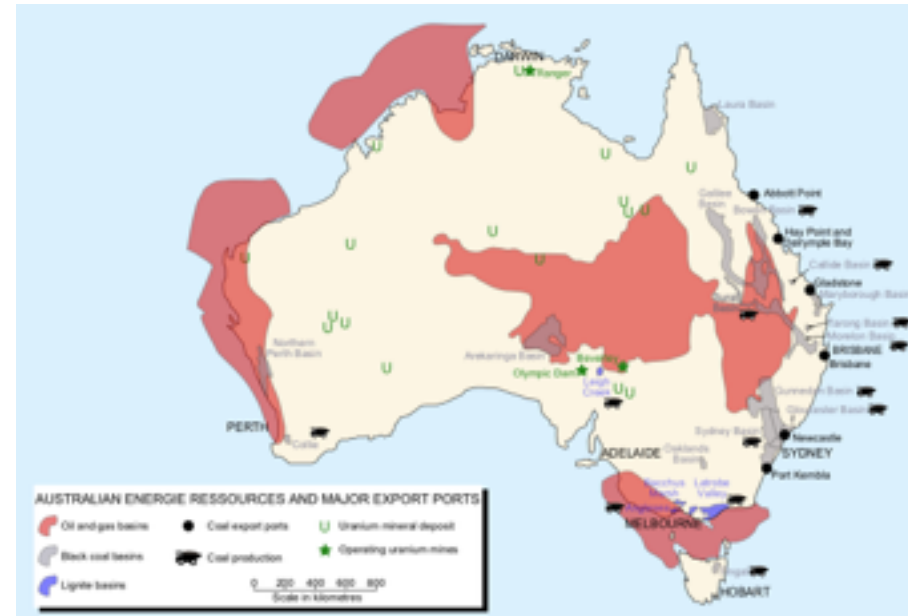 DARWIN
U Ranger
Laura Basin
U
U
U
Galilee
Basin
Abbott Point
Bowen Basin
U
U
U
Hay Point and
Dalrymple Bay
U
U
U
U
Callide Basin
Gladstone
Maryborough Basin
U
U
U
U
Tarong Basin
Moreton Basin
BRISBANE
Brisbane
Northern
Perth Basin
Arckaringa Basin
Beverley
Olympic Dam
U
Leigh
Creek
U
U
Gunnedah Basin
Gloucester Basin
PERTH
Collie
Sydney Basin
Newcastle
SYDNEY
ADELAIDE
Oaklands
Basin
Port Kembla
Bacchus
Marsh
Latrobe
Valley
MELBOURNE
HOBART
AUSTRALIAN ENERGIE RESSOURCES AND MAJOR EXPORT PORTS
Oil and gas basins
Coal export ports
U Uranium mineral deposit
Black coal basins
Coal production
Operating uranium mines
Lignite basins
0 200 400 600 800
Scale in kilometres